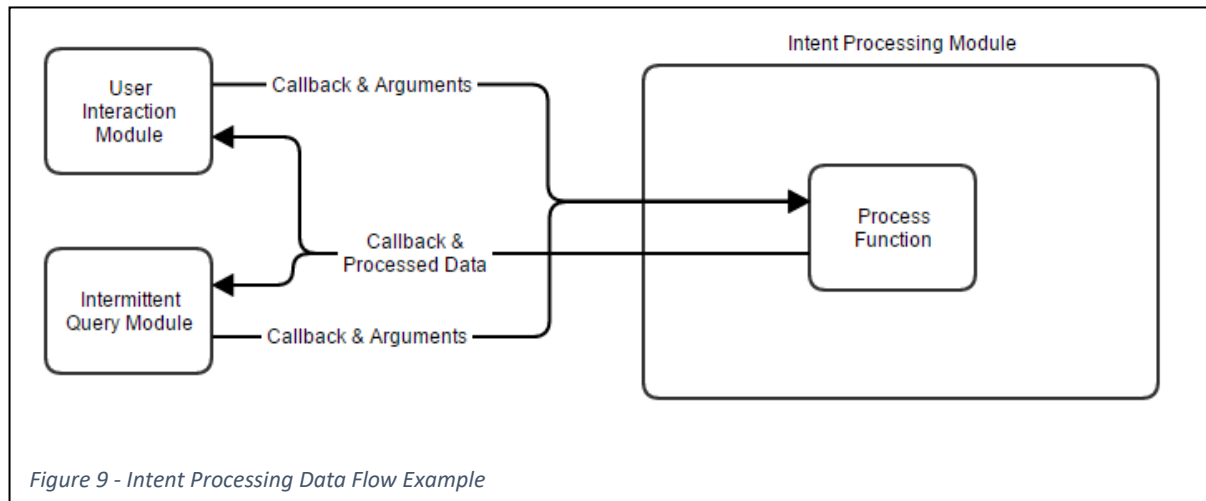 Intent Processing Module
User
Interaction
Module
Callback & Arguments
Process
Function
Callback &
Processed Data
Intermittent
Query Module
Callback & Arguments
Figure 9 - Intent Processing Data Flow Example